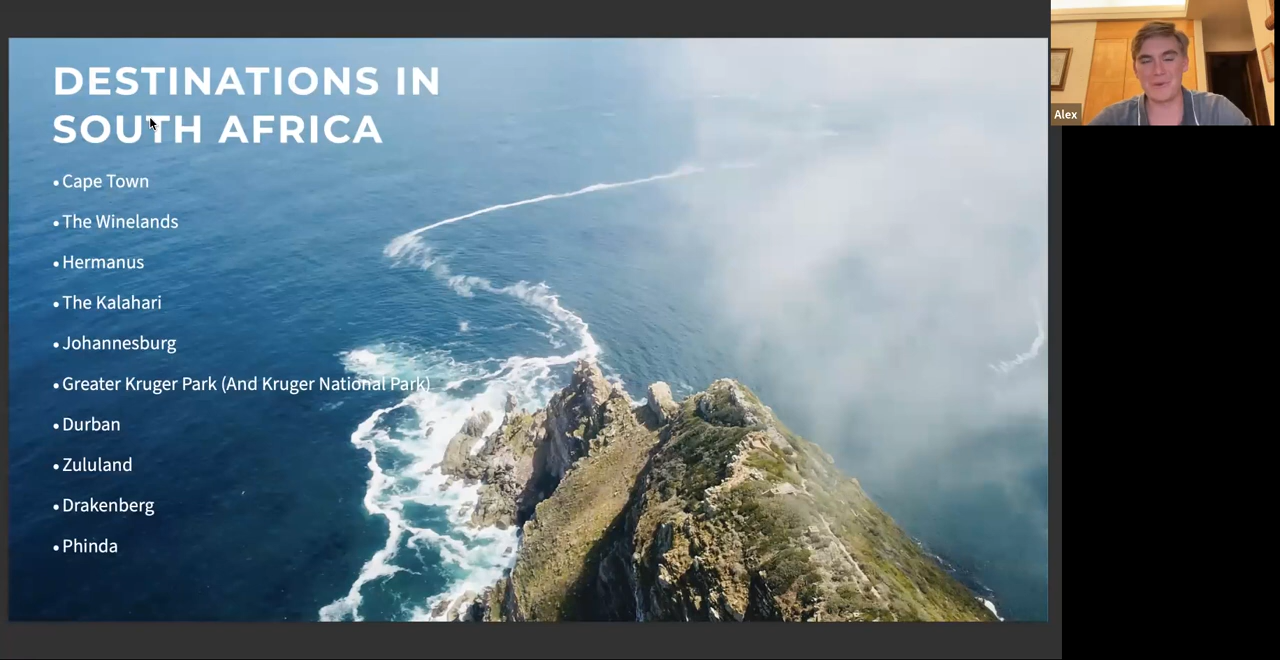 DESTINATIONS IN
SOUTH AFRICA
• Cape Town
• The Winelands
• Hermanus
• The Kalahari
• Johannesburg
• Greater Kruger Park (And Kruger National Park)
• Durban
• Zululand
• Drakenberg
• Phinda
Alex